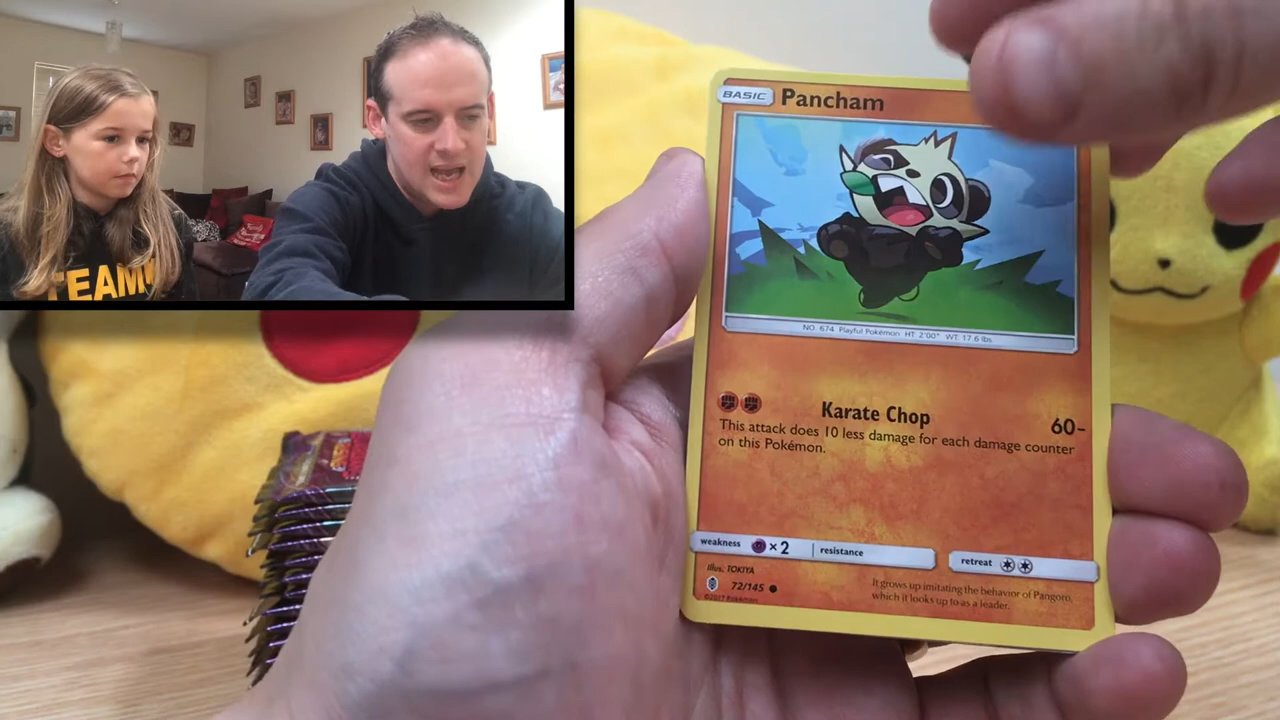 TEAM
BASIC Pancham
NO. 674 Playful Pokémon HT 2'00" WT: 17.6 lbs
Karate Chop 60-
This attack does 10 less damage for each damage counter
on this Pokémon.
weakness ×2 resistance retreat
Illus. TOKIYA
72/145
©2017 Pokémon
It grows up imitating the behavior of Pangoro,
which it looks up to as a leader.